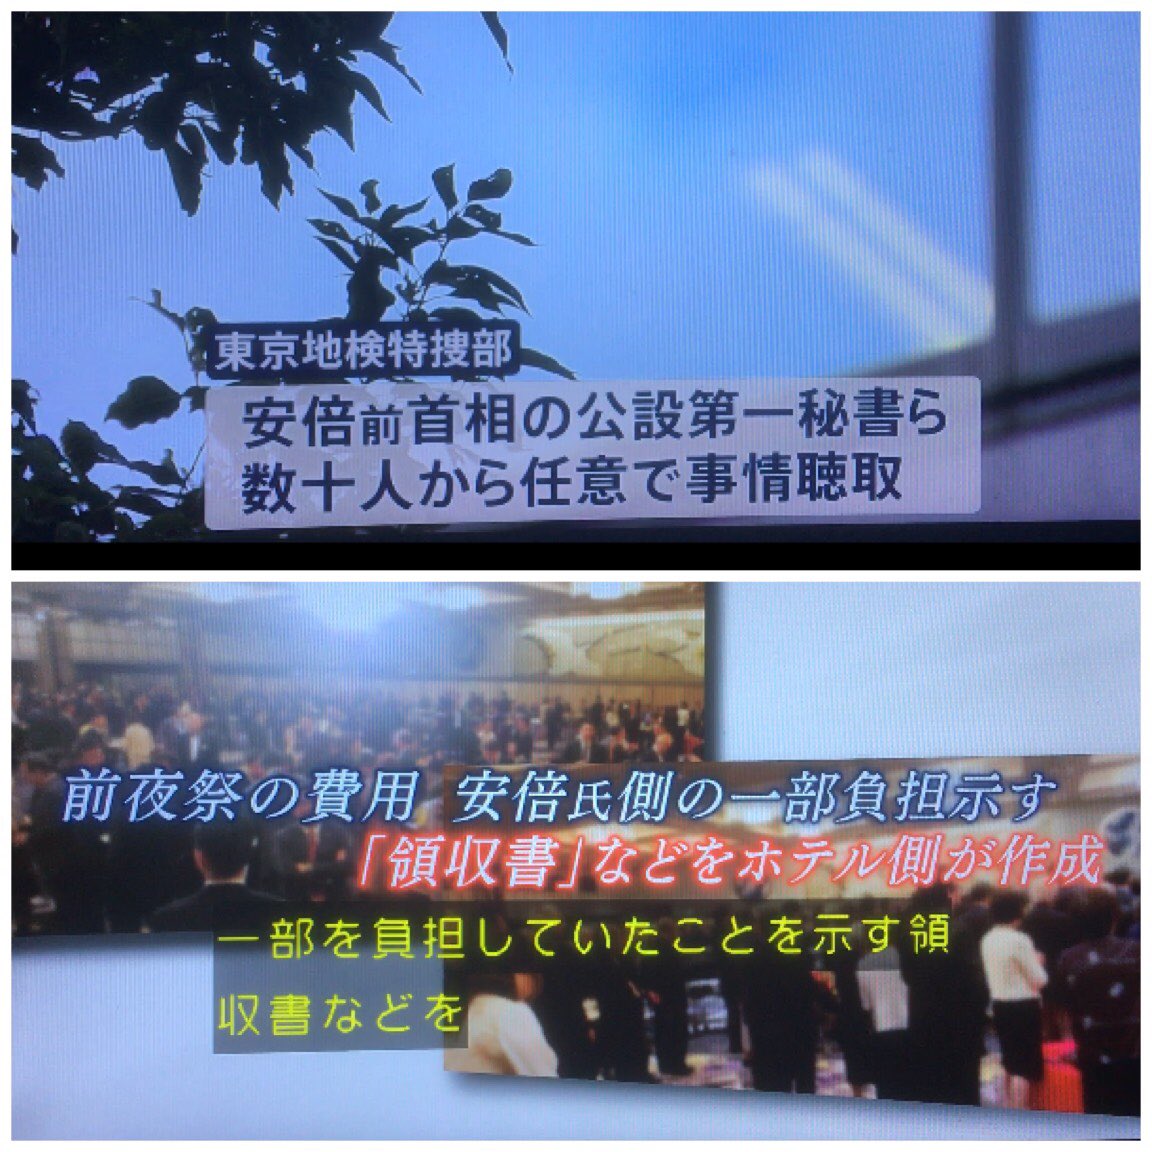 東京地検特捜部
安倍前首相の公設第一秘書ら
数十人から任意で事情聴取
前夜祭の費用 安倍氏側の一部負担示す
「領収書」などをホテル側が作成
一部を負担していたことを示す領
収書などを